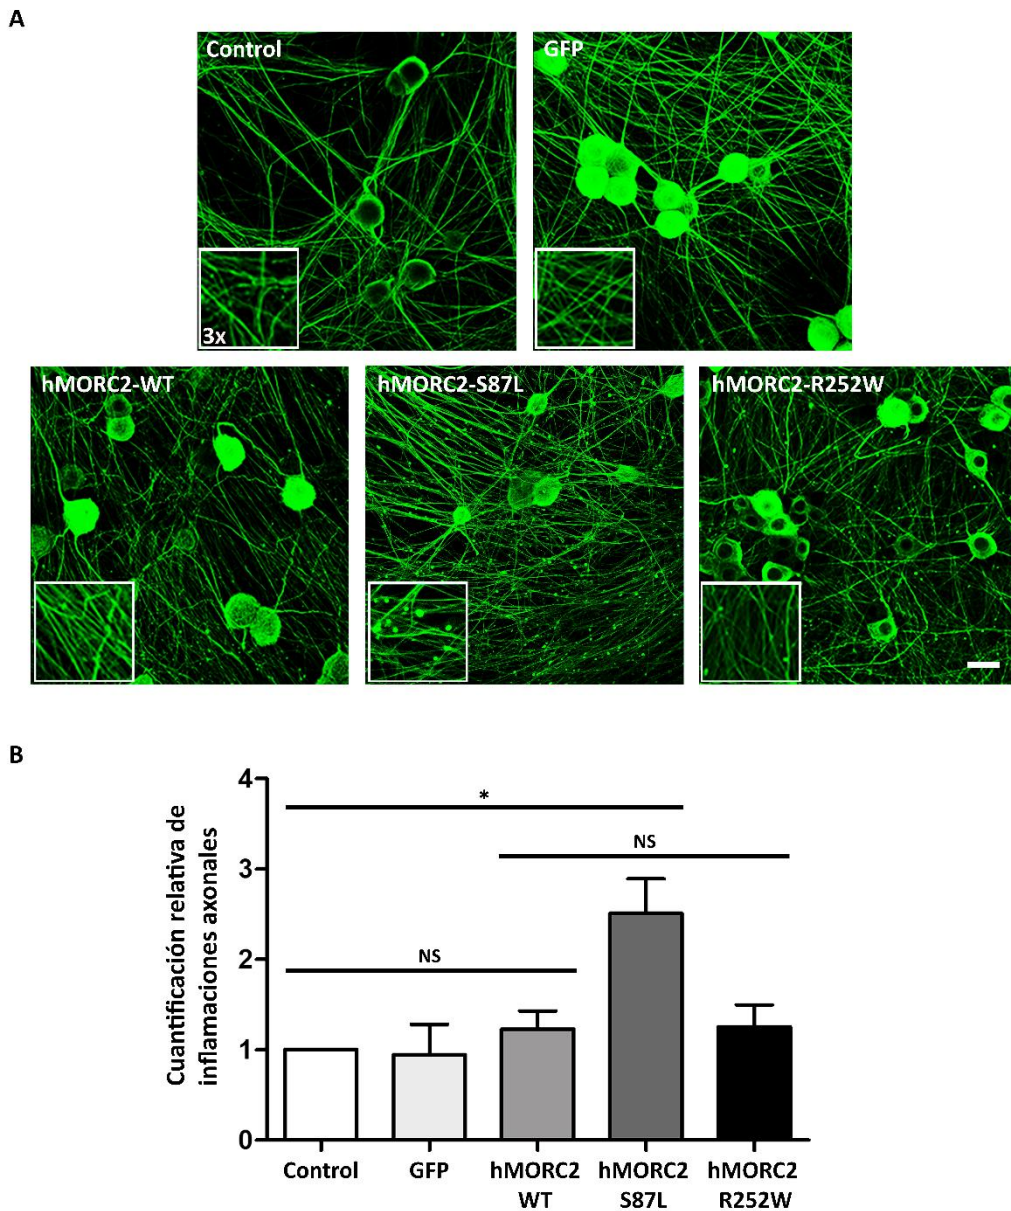 A
Control
GFP
3x
hMORC2-WT
hMORC2-S87L
hMORC2-R252W
B
Cuantificación relativa de
inflamaciones axonales
4
3
2
1
0
*
NS
NS
Control
GFP
hMORC2
WT
hMORC2
S87L
hMORC2
R252W